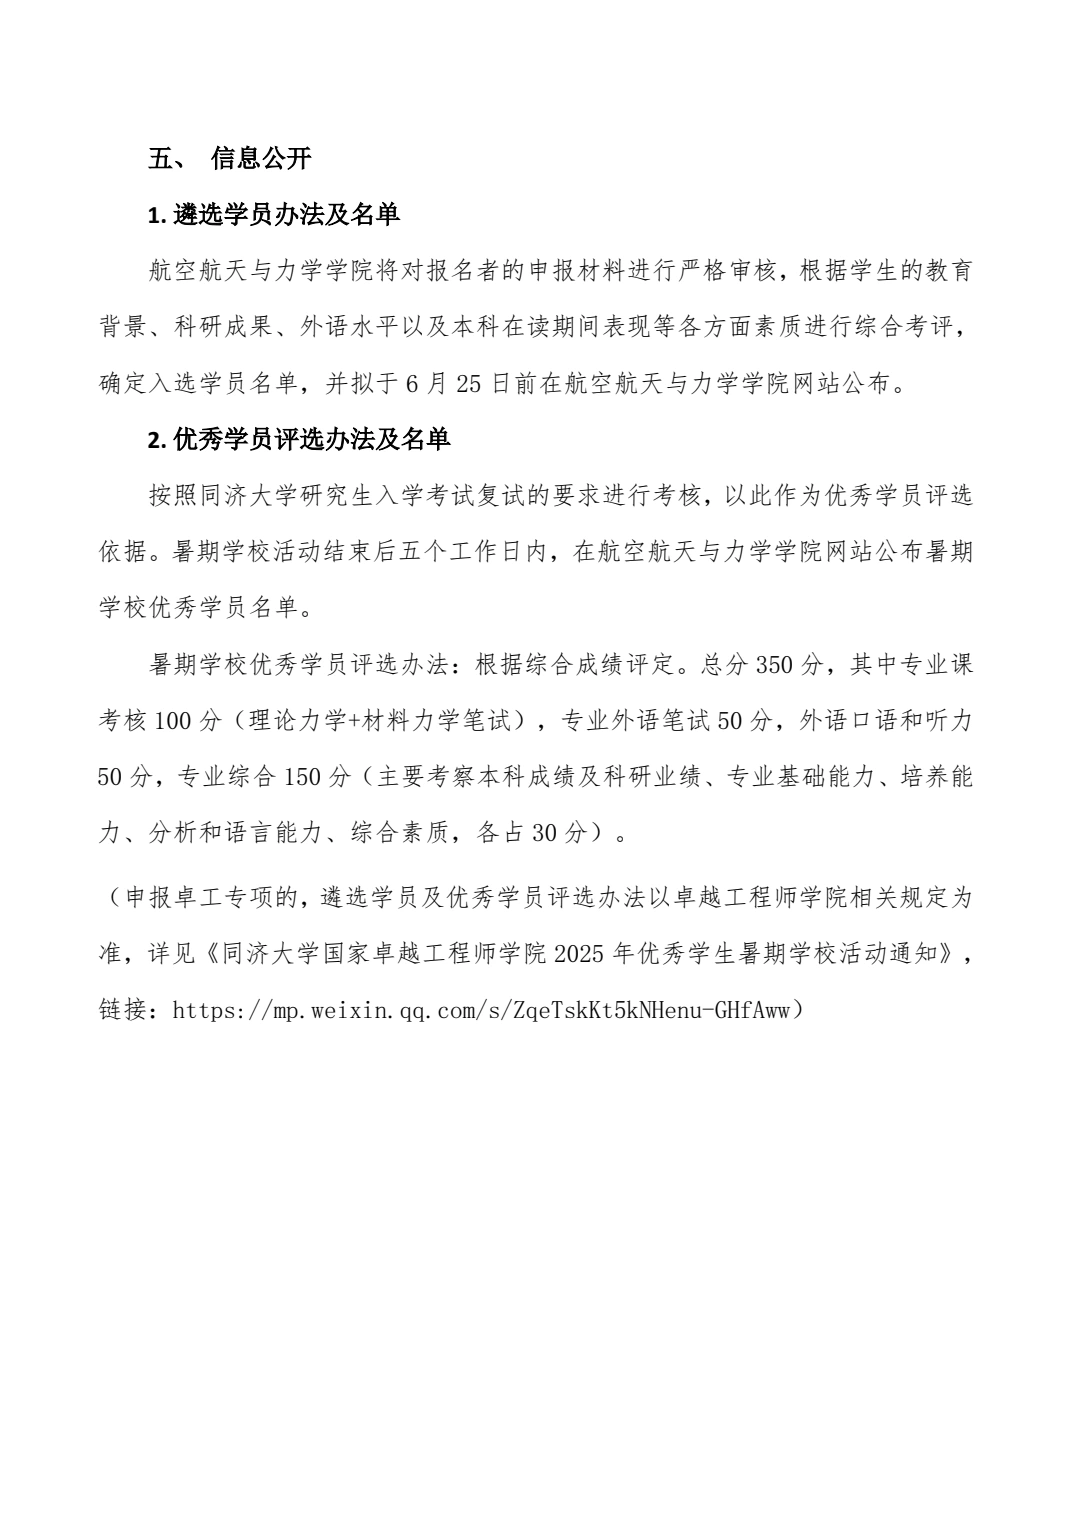 五、 信息公开
1. 遴选学员办法及名单
航空航天与力学学院将对报名者的申报材料进行严格审核，根据学生的教育
背景、科研成果、外语水平以及本科在读期间表现等各方面素质进行综合考评，
确定入选学员名单，并拟于 6 月 25 日前在航空航天与力学学院网站公布。
2. 优秀学员评选办法及名单
按照同济大学研究生入学考试复试的要求进行考核，以此作为优秀学员评选
依据。暑期学校活动结束后五个工作日内，在航空航天与力学学院网站公布暑期
学校优秀学员名单。
暑期学校优秀学员评选办法：根据综合成绩评定。总分 350 分，其中专业课
考核 100 分（理论力学+材料力学笔试），专业外语笔试 50 分，外语口语和听力
50 分，专业综合 150 分（主要考察本科成绩及科研业绩、专业基础能力、培养能
力、分析和语言能力、综合素质，各占 30 分）。
（申报卓工专项的，遴选学员及优秀学员评选办法以卓越工程师学院相关规定为
准，详见《同济大学国家卓越工程师学院 2025 年优秀学生暑期学校活动通知》，
链接：https://mp.weixin.qq.com/s/ZqeTskKt5kNHenu-GHfAww）